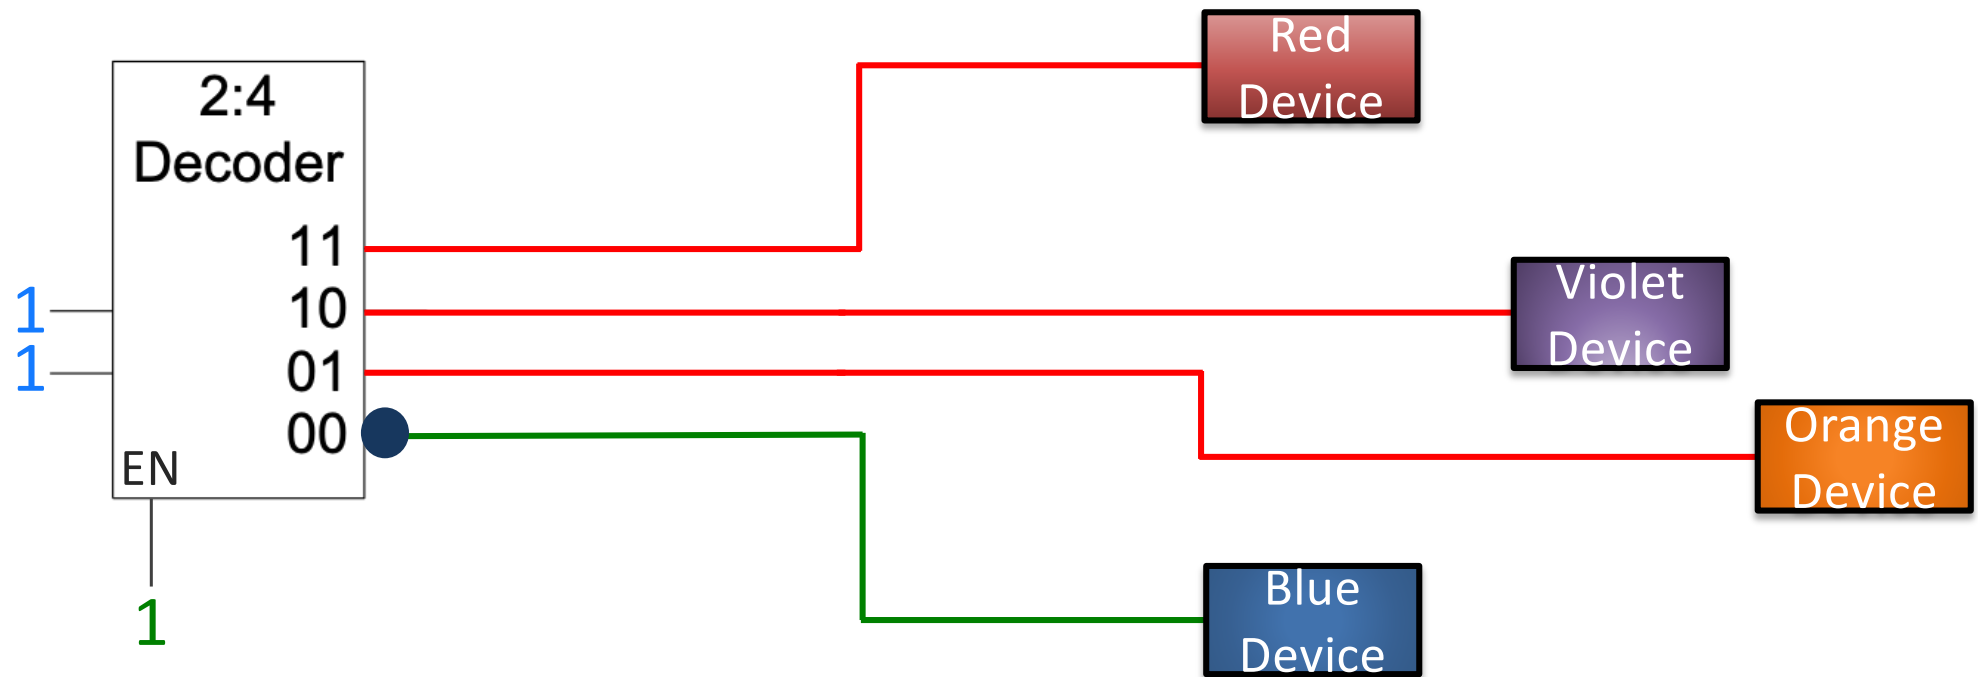 2:4
Decoder
11
10
01
00
EN
1
1
1
Red
Device
Violet
Device
Orange
Device
Blue
Device